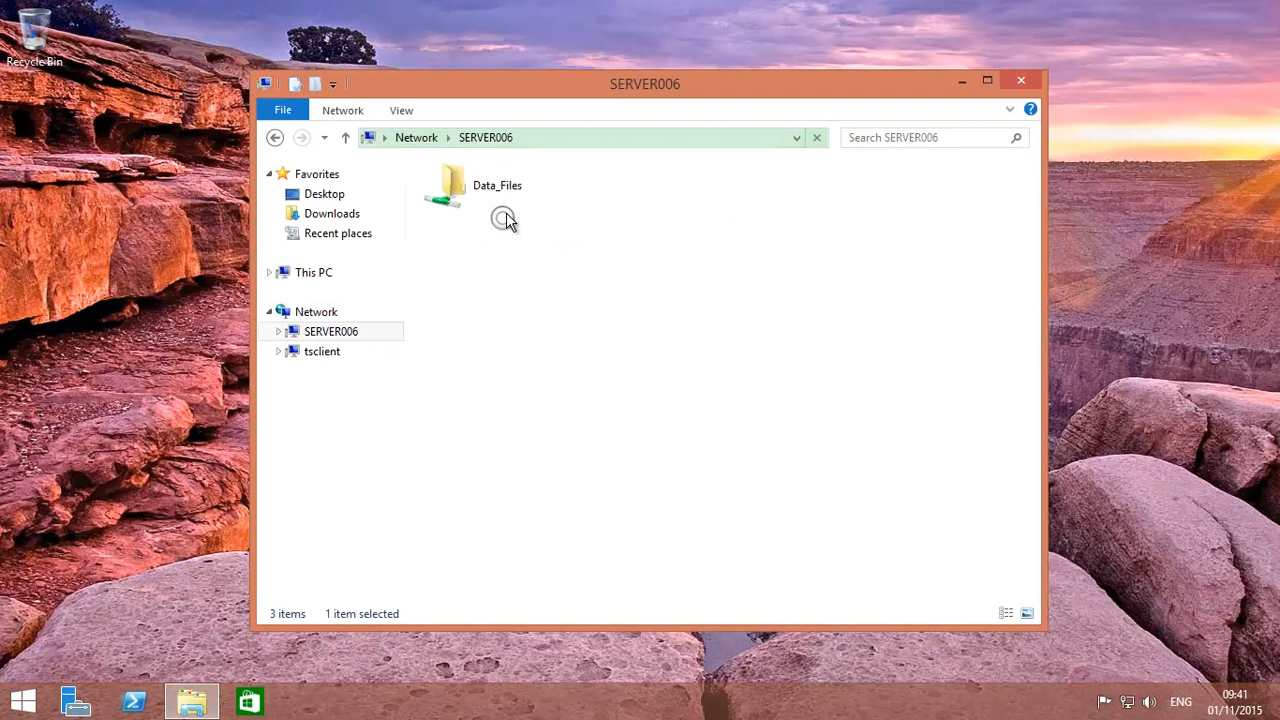 Recycle Bin
SERVER006
File Network View
Network SERVER006
Search SERVER006
Favorites
Desktop
Downloads
Recent places
This PC
Network
SERVER006
tsclient
Data_Files
3 items 1 item selected
ENG
09:41
01/11/2015